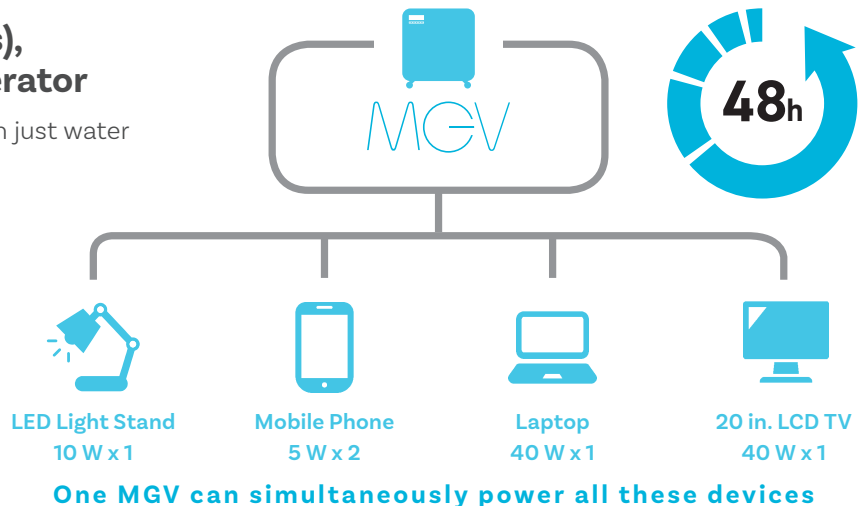 erator
just water
MGV
48h
LED Light Stand
10 W x 1
Mobile Phone
5 W x 2
Laptop
40 W x 1
20 in. LCD TV
40 W x 1
One MGV can simultaneously power all these devices